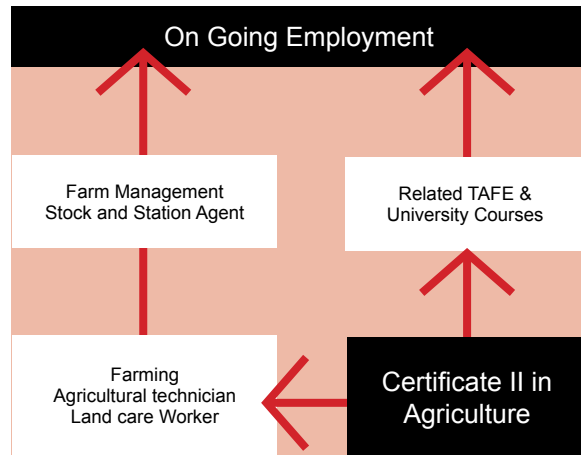 On Going Employment
Farm Management
Stock and Station Agent
Related TAFE &
University Courses
Farming
Agricultural technician
Land care Worker
Certificate II in
Agriculture